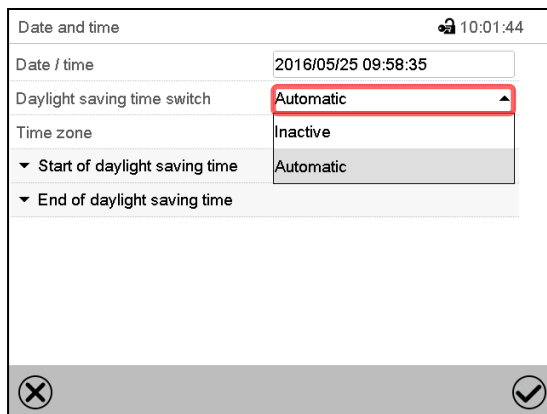 Date and time 10:01:44
Date / time 2016/05/25 09:58:35
Daylight saving time switch Automatic
Time zone Inactive
Start of daylight saving time Automatic
End of daylight saving time